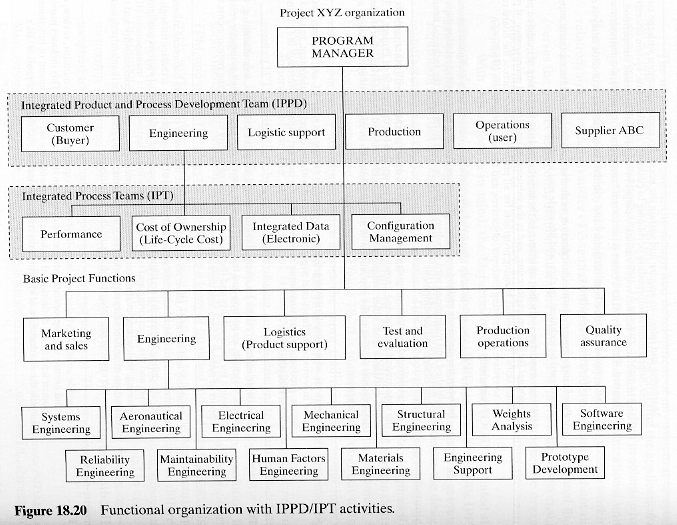 Project XYZ organization
PROGRAM
MANAGER
Integrated Product and Process Development Team (IPPD)
Customer
(Buyer)
Engineering
Logistic support
Production
Operations
(user)
Supplier ABC
Integrated Process Teams (IPT)
Performance
Cost of Ownership
(Life-Cycle Cost)
Integrated Data
(Electronic)
Configuration
Management
Basic Project Functions
Marketing
and sales
Engineering
Logistics
(Product support)
Test and
evaluation
Production
operations
Quality
assurance
Systems
Engineering
Aeronautical
Engineering
Electrical
Engineering
Mechanical
Engineering
Structural
Engineering
Weights
Analysis
Software
Engineering
Reliability
Engineering
Maintainability
Engineering
Human Factors
Engineering
Materials
Engineering
Engineering
Support
Prototype
Development
Figure 18.20 Functional organization with IPPD/IPT activities.